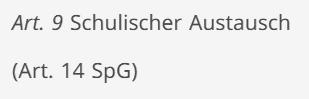 Art. 9 Schulischer Austausch
(Art. 14 SpG)